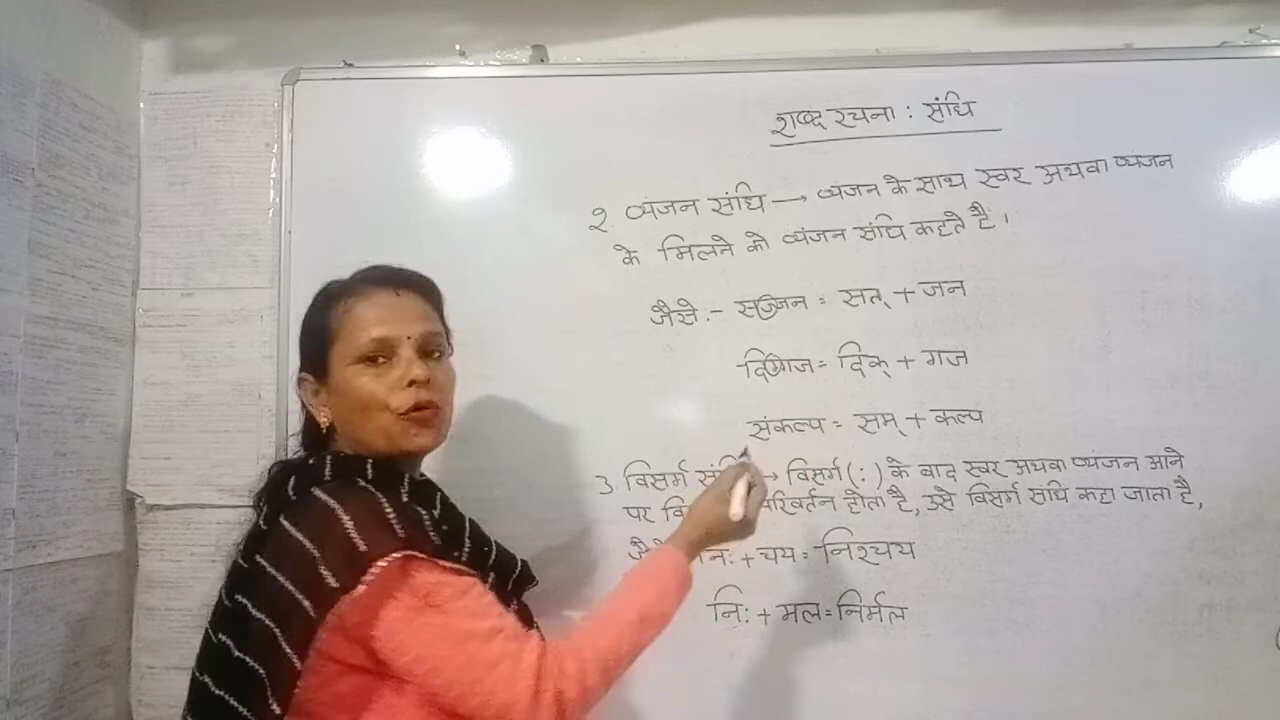 शब्द रचना : संधि
२. व्यंजन संधि → व्यंजन के साथ स्वर अथवा व्यंजन
के मिलने को व्यंजन संधि कहते हैं।
जैसे:- सज्जन = सत् + जन
दिग्गज = दिक् + गज
संकल्प = सम् + कल्प
3. विसर्ग → विसर्ग (:) के बाद स्वर अथवा व्यंजन आने
पर परिवर्तन होता है, उसे विसर्ग संधि कहा जाता है,
निः + चय = निश्चय
निः + मल = निर्मल